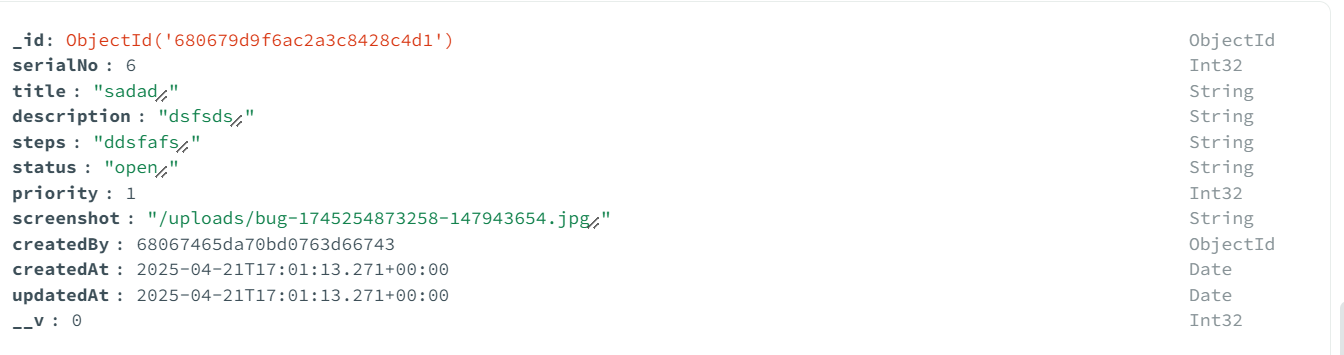 _id: ObjectId('680679d9f6ac2a3c8428c4d1') ObjectId
serialNo : 6 Int32
title : "sadad" String
description : "dsfsds" String
steps : "ddsfafs" String
status : "open" String
priority : 1 Int32
screenshot : "/uploads/bug-1745254873258-147943654.jpg" String
createdBy : 68067465da70bd0763d66743 ObjectId
createdAt : 2025-04-21T17:01:13.271+00:00 Date
updatedAt : 2025-04-21T17:01:13.271+00:00 Date
__v : 0 Int32